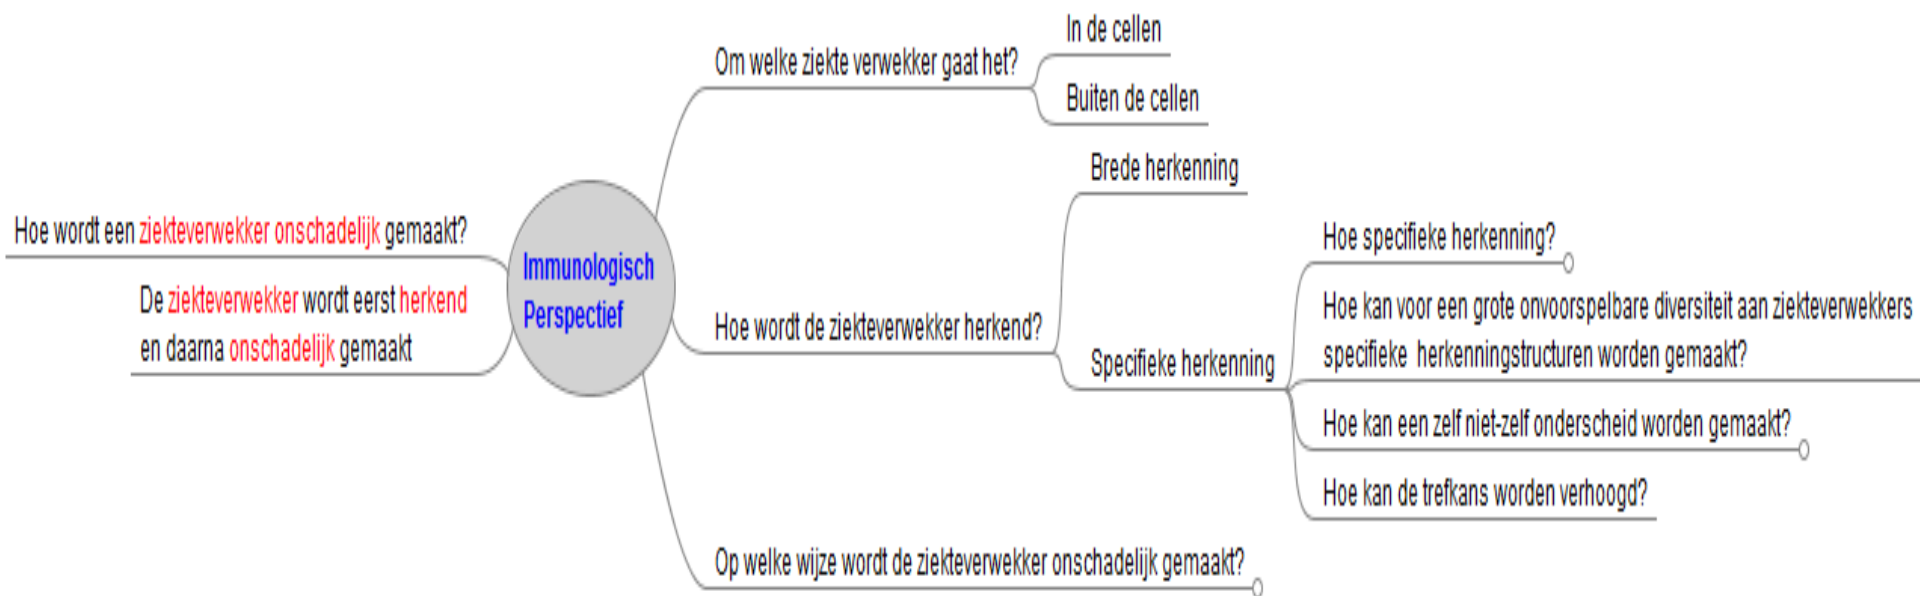 Hoe wordt een ziekteverwekker onschadelijk gemaakt?
De ziekteverwekker wordt eerst herkend
en daarna onschadelijk gemaakt
Immunologisch
Perspectief
Om welke ziekte verwekker gaat het?
In de cellen
Buiten de cellen
Hoe wordt de ziekteverwekker herkend?
Brede herkenning
Specifieke herkenning
Hoe specifieke herkenning?
Hoe kan voor een grote onvoorspelbare diversiteit aan ziekteverwekkers
specifieke herkenningstructuren worden gemaakt?
Hoe kan een zelf niet-zelf onderscheid worden gemaakt?
Hoe kan de trefkans worden verhoogd?
Op welke wijze wordt de ziekteverwekker onschadelijk gemaakt?